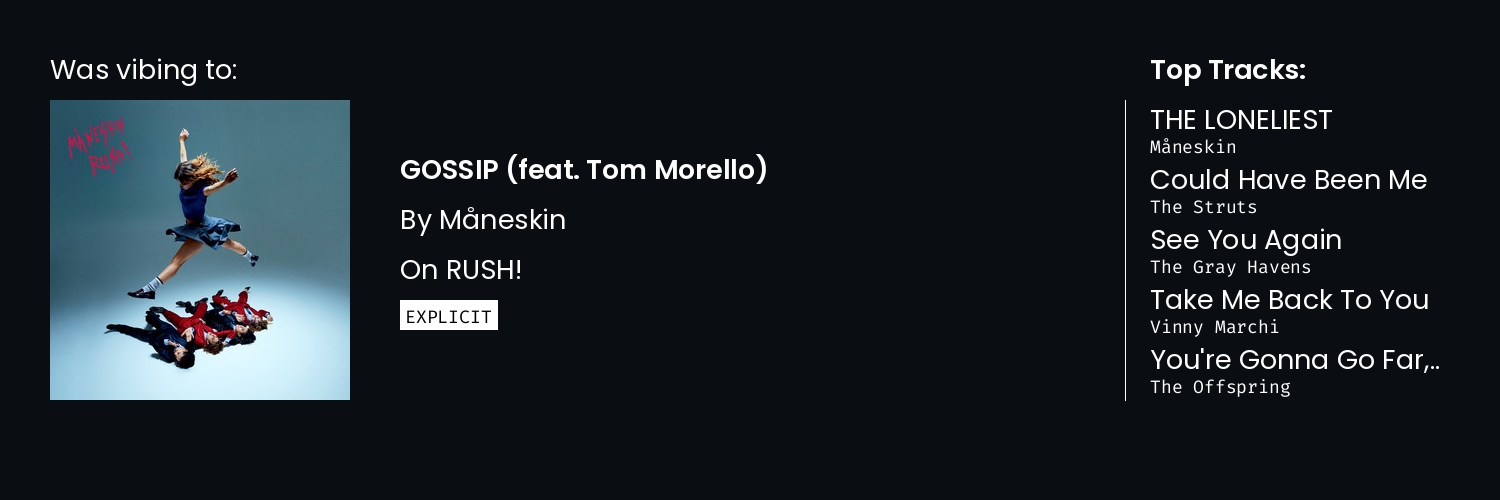 Was vibing to:
MÅNESKIN
RUSH!
GOSSIP (feat. Tom Morello)
By Måneskin
On RUSH!
EXPLICIT
Top Tracks:
THE LONELIEST
Måneskin
Could Have Been Me
The Struts
See You Again
The Gray Havens
Take Me Back To You
Vinny Marchi
You're Gonna Go Far,..
The Offspring